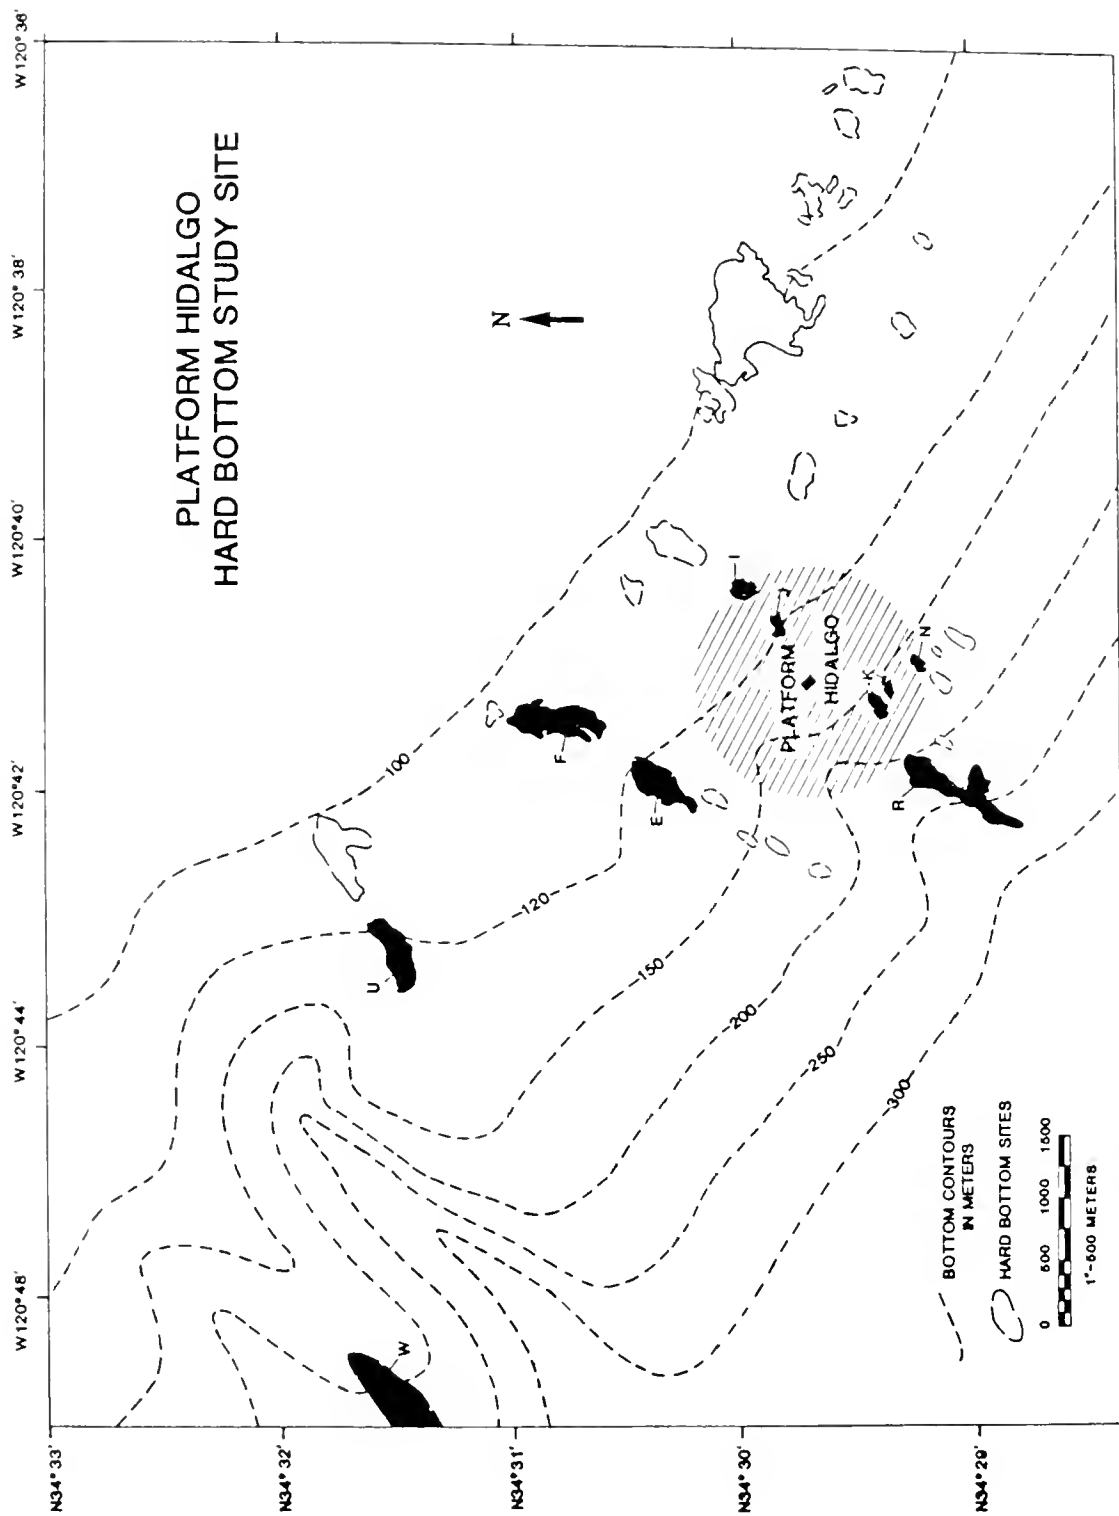 PLATFORM HIDALGO
HARD BOTTOM STUDY SITE
N
W120°48'
W120°48'
W120°44'
W120°42'
W120°40'
W120°38'
W120°36'
N34°33'
N34°32'
N34°31'
N34°30'
N34°29'
100
120
150
200
250
300
W
U
F
E
I
J
PLATFORM
HIDALGO
K
N
R
BOTTOM CONTOURS
IN METERS
HARD BOTTOM SITES
0 500 1000 1500
1"-500 METERS